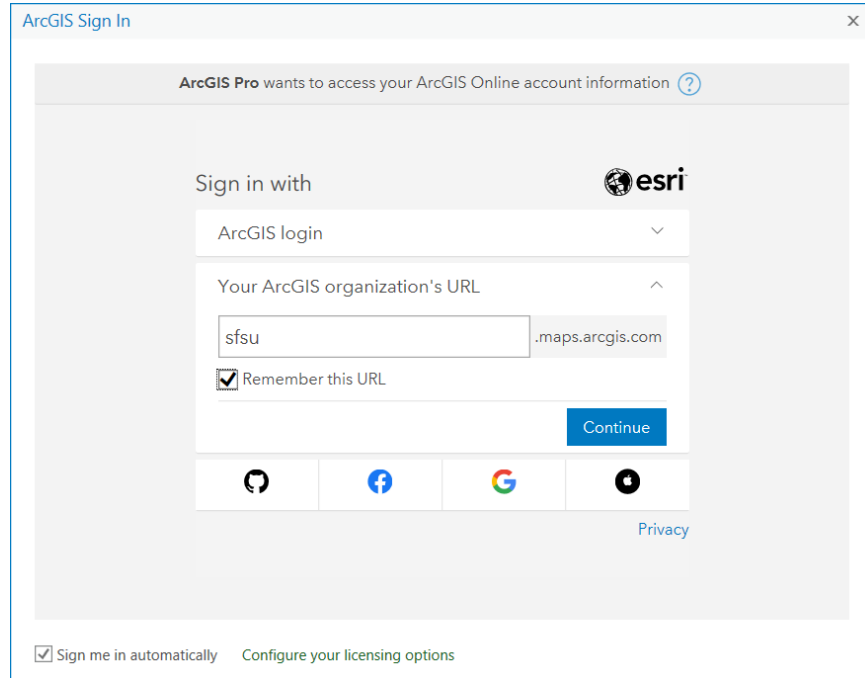 ArcGIS Sign In
ArcGIS Pro wants to access your ArcGIS Online account information ?
Sign in with
esri
ArcGIS login
Your ArcGIS organization's URL
sfsu .maps.arcgis.com
Remember this URL
Continue
Privacy
Sign me in automatically Configure your licensing options